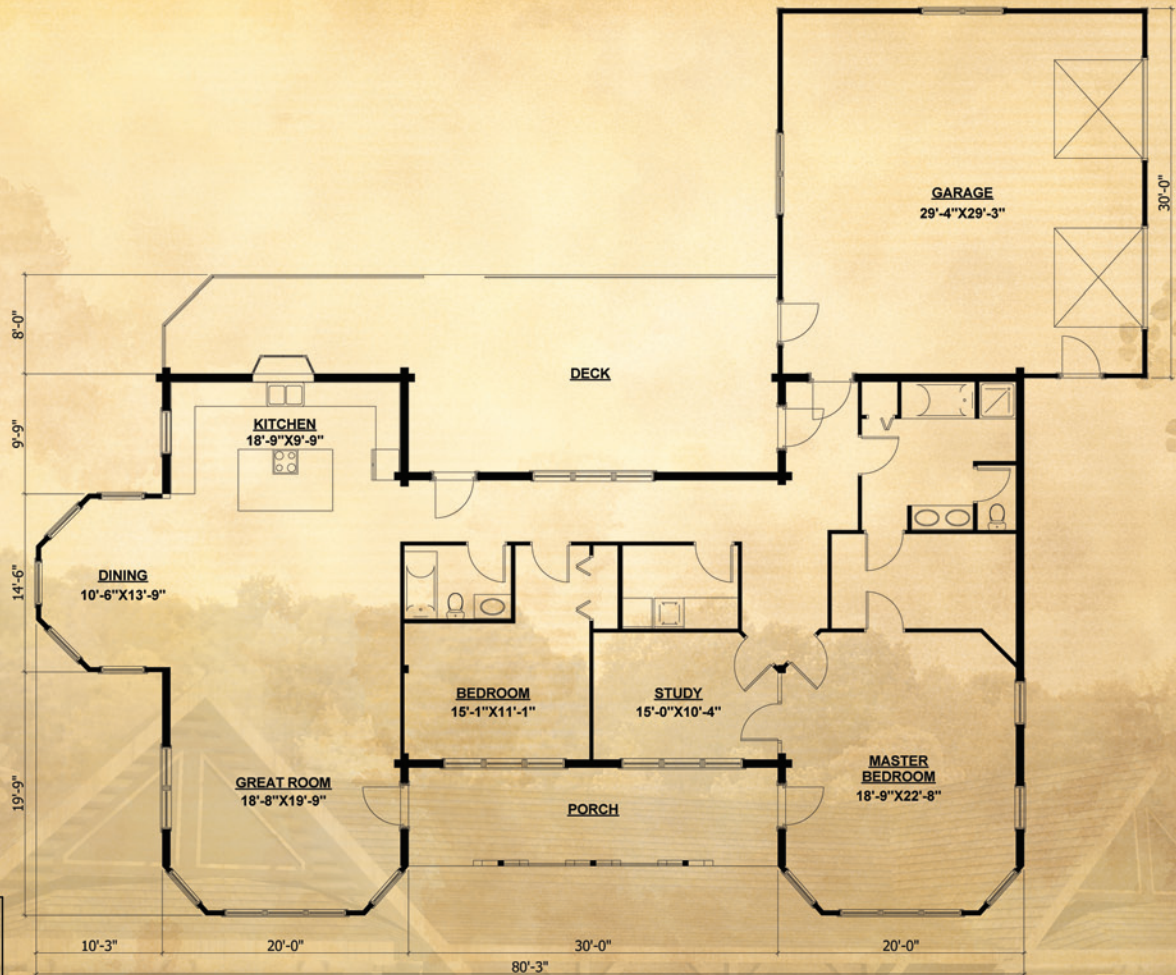 GARAGE
29'-4"X29'-3"
30'-0"
8'-0"
DECK
9'-9"
KITCHEN
18'-9"X9'-9"
14'-6"
DINING
10'-6"X13'-9"
BEDROOM
15'-1"X11'-1"
STUDY
15'-0"X10'-4"
19'-9"
GREAT ROOM
18'-8"X19'-9"
PORCH
MASTER
BEDROOM
18'-9"X22'-8"
10'-3"
20'-0"
30'-0"
20'-0"
80'-3"